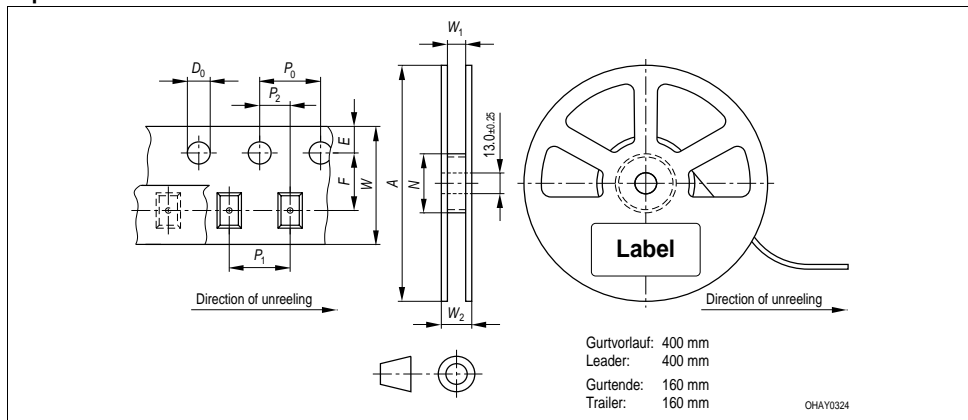 W1
D0
P0
P2
E
13.0±0.25
F
W
A
N
Label
P1
Direction of unreeling
W2
Direction of unreeling
Gurtvorlauf: 400 mm
Leader: 400 mm
Gurtende: 160 mm
Trailer: 160 mm
OHAY0324